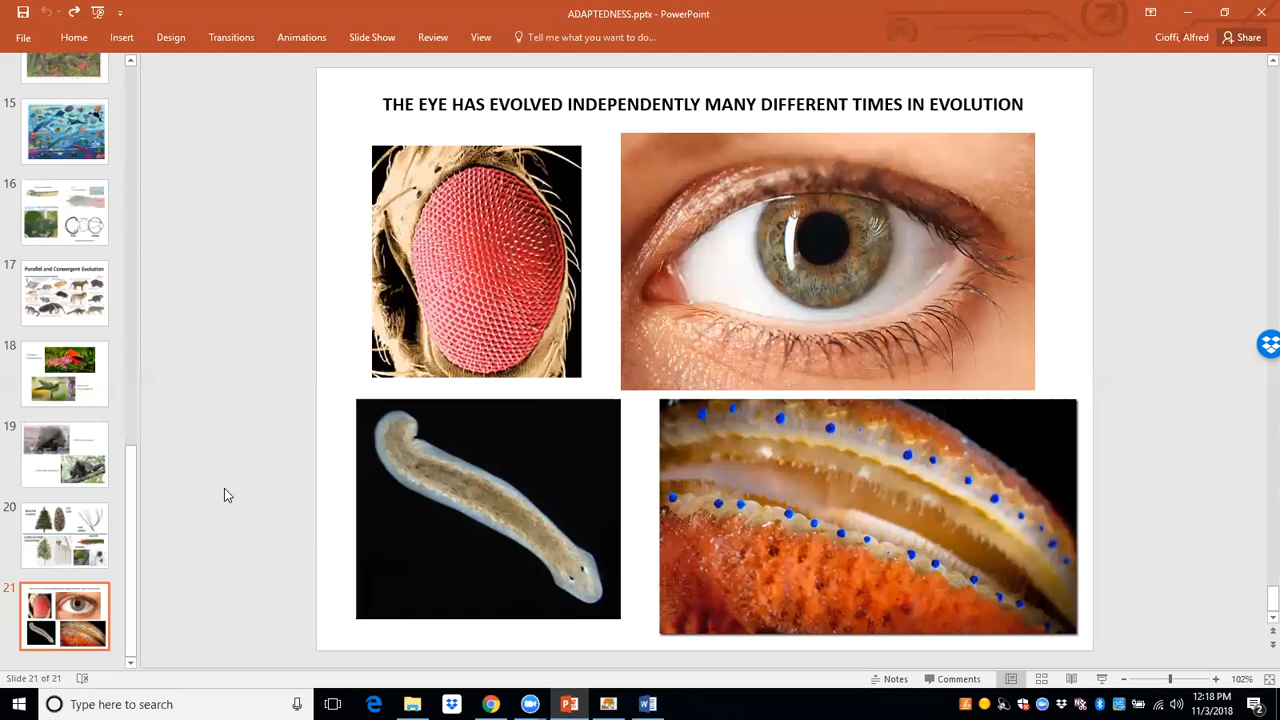 ADAPTEDNESS.pptx - PowerPoint
File Home Insert Design Transitions Animations Slide Show Review View Tell me what you want to do... Cioffi, Alfred Share
15
16
17
Parallel and Convergent Evolution
18
19
20
21
THE EYE HAS EVOLVED INDEPENDENTLY MANY DIFFERENT TIMES IN EVOLUTION
Slide 21 of 21 Notes Comments 102%
Type here to search
12:18 PM
11/3/2018
2